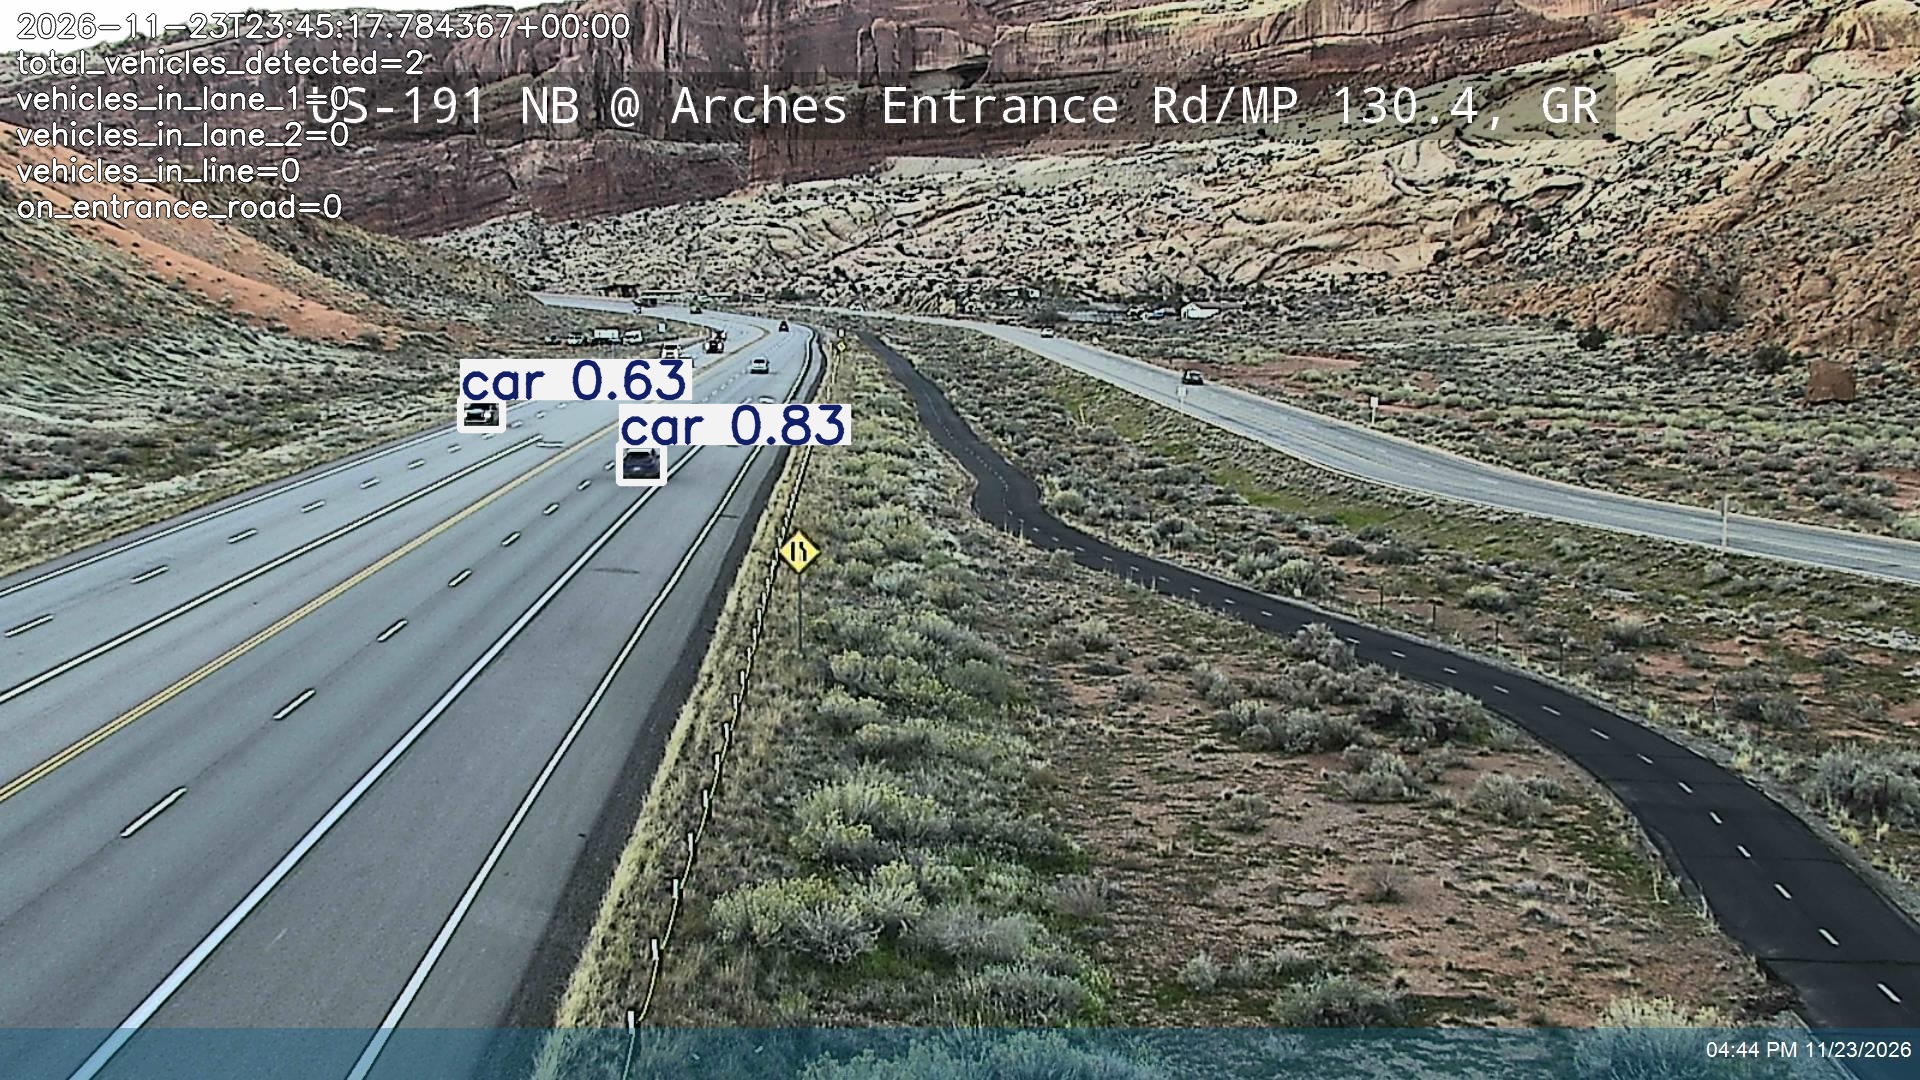 2026-11-23T23:45:17.784367+00:00
total_vehicles_detected=2
vehicles_in_lane_1=0
US-191 NB @ Arches Entrance Rd/MP 130.4, GR
vehicles_in_lane_2=0
vehicles_in_line=0
on_entrance_road=0
car 0.63
car 0.83
04:44 PM 11/23/2026